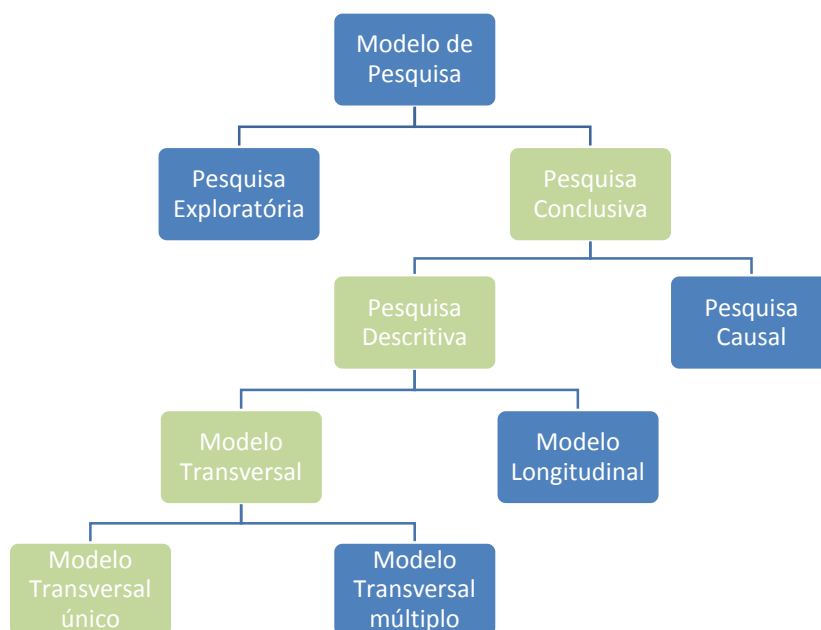 Modelo de
Pesquisa
Pesquisa
Exploratória
Pesquisa
Conclusiva
Pesquisa
Descritiva
Pesquisa
Causal
Modelo
Transversal
Modelo
Longitudinal
Modelo
Transversal
único
Modelo
Transversal
múltiplo